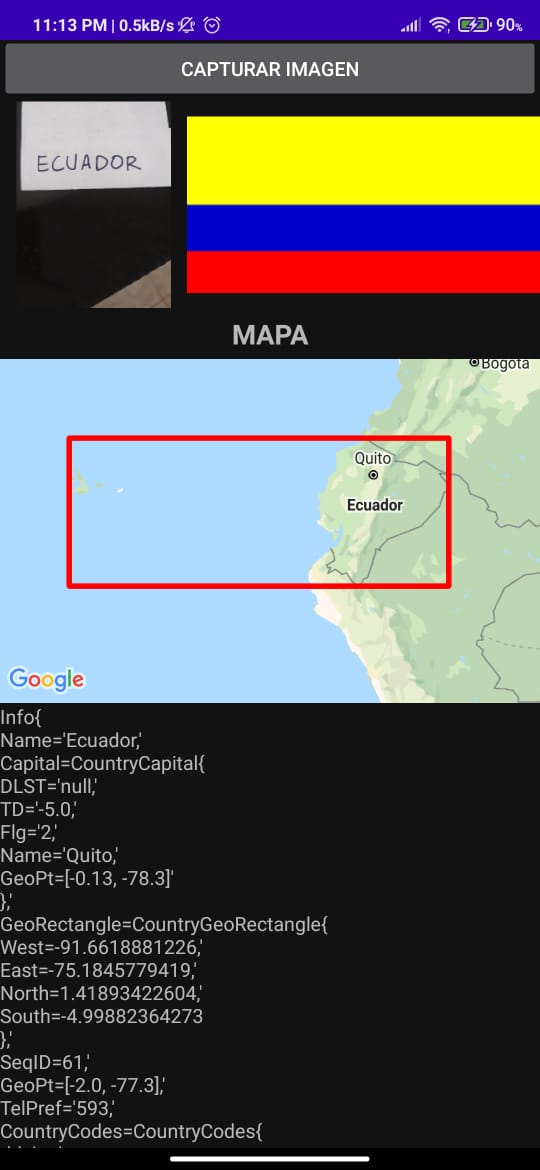 11:13 PM | 0.5kB/s 90%
CAPTURAR IMAGEN
ECUADOR
MAPA
Bogota
Quito
Ecuador
Google
Info{
Name='Ecuador,'
Capital=CountryCapital{
DLST='null,'
TD='-5.0,'
Flg='2,'
Name='Quito,'
GeoPt=[-0.13, -78.3]'
},'
GeoRectangle=CountryGeoRectangle{
West=-91.6618881226,'
East=-75.1845779419,'
North=1.41893422604,'
South=-4.99882364273
},'
SeqID=61,'
GeoPt=[-2.0, -77.3],'
TelPref='593,'
CountryCodes=CountryCodes{